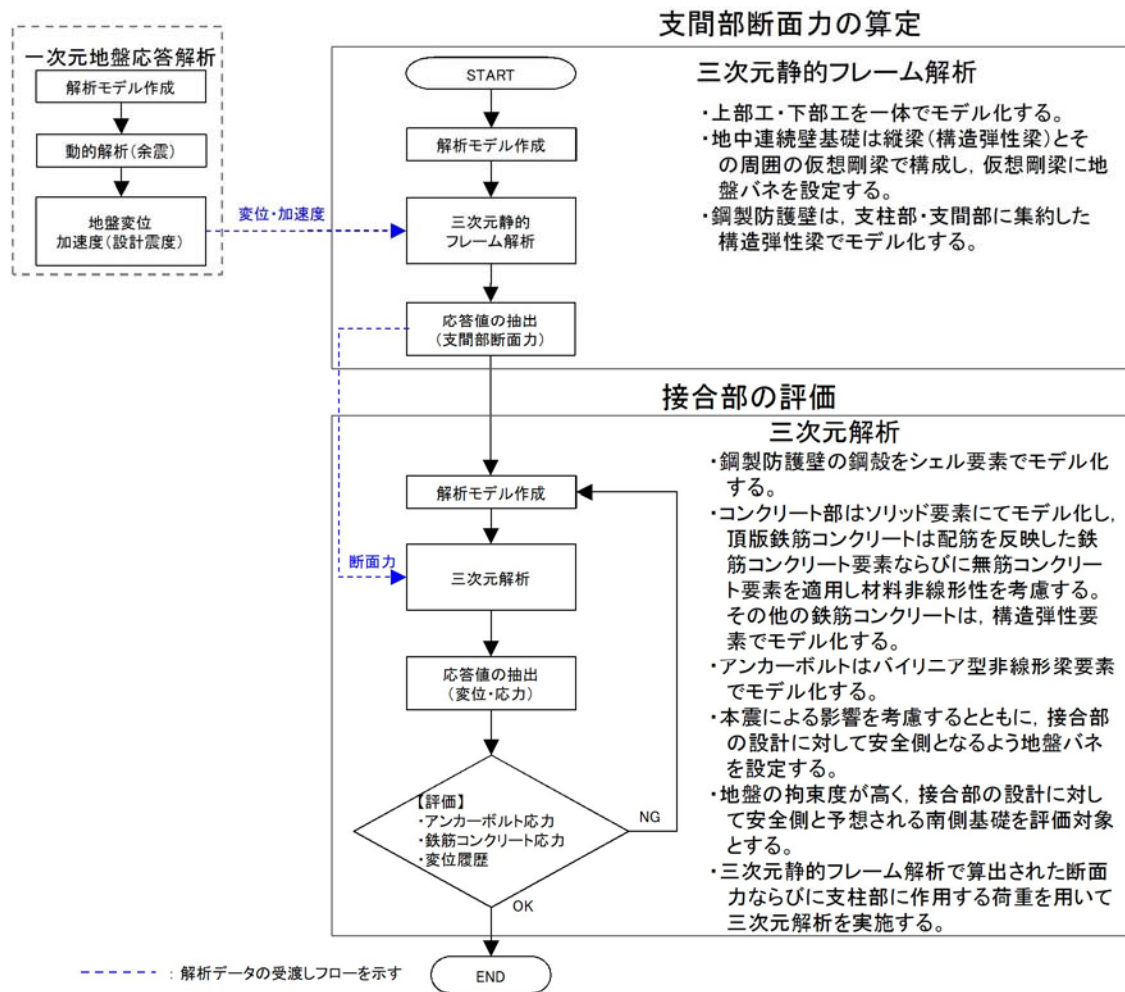 支間部断面力の算定
一次元地盤応答解析
解析モデル作成
動的解析(余震)
地盤変位
加速度(設計震度)
変位・加速度
START
解析モデル作成
三次元静的
フレーム解析
応答値の抽出
(支間部断面力)
三次元静的フレーム解析
・上部工・下部工を一体でモデル化する。
・地中連続壁基礎は縦梁(構造弾性梁)とそ
の周囲の仮想剛梁で構成し,仮想剛梁に地
盤バネを設定する。
・鋼製防護壁は,支柱部・支間部に集約した
構造弾性梁でモデル化する。
接合部の評価
断面力
解析モデル作成
三次元解析
応答値の抽出
(変位・応力)
【評価】
・アンカーボルト応力
・鉄筋コンクリート応力
・変位履歴
NG
OK
END
三次元解析
・鋼製防護壁の鋼殻をシェル要素でモデル化
する。
・コンクリート部はソリッド要素にてモデル化し,
頂版鉄筋コンクリートは配筋を反映した鉄
筋コンクリート要素ならびに無筋コンクリー
ト要素を適用し材料非線形性を考慮する。
その他の鉄筋コンクリートは,構造弾性要
素でモデル化する。
・アンカーボルトはバイリニア型非線形梁要素
でモデル化する。
・本震による影響を考慮するとともに,接合部
の設計に対して安全側となるよう地盤バネ
を設定する。
・地盤の拘束度が高く,接合部の設計に対し
て安全側と予想される南側基礎を評価対象
とする。
・三次元静的フレーム解析で算出された断面
力ならびに支柱部に作用する荷重を用いて
三次元解析を実施する。
:解析データの受渡しフローを示す